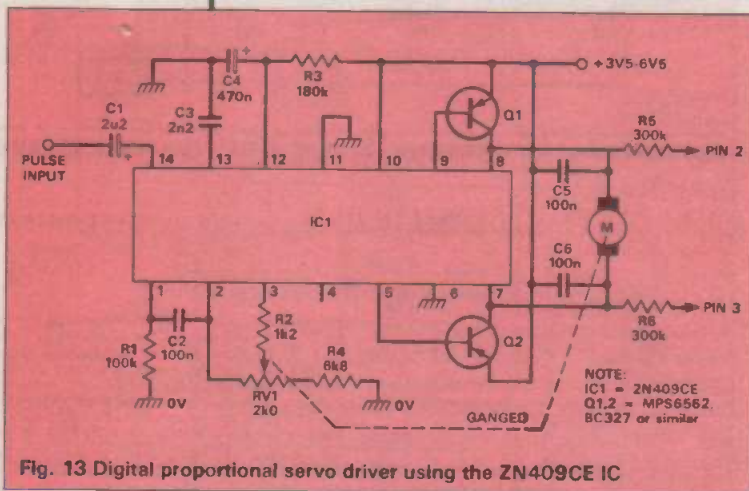 C4
470n
R3
180k
+3V5-6V5
C1
2u2
C3
2n2
Q1
R5
300k
PIN 2
PULSE
INPUT
14
13
12
11
10
9
8
C5
100n
IC1
M
C6
100n
1
2
3
4
5
6
7
R1
100k
C2
100n
R2
1k2
R4
6k8
Q2
R6
300k
PIN 3
0V
RV1
2k0
0V
GANGED
NOTE:
IC1 = 2N409CE
Q1,2 = MPS6562,
BC327 or similar
Fig. 13 Digital proportional servo driver using the ZN409CE IC